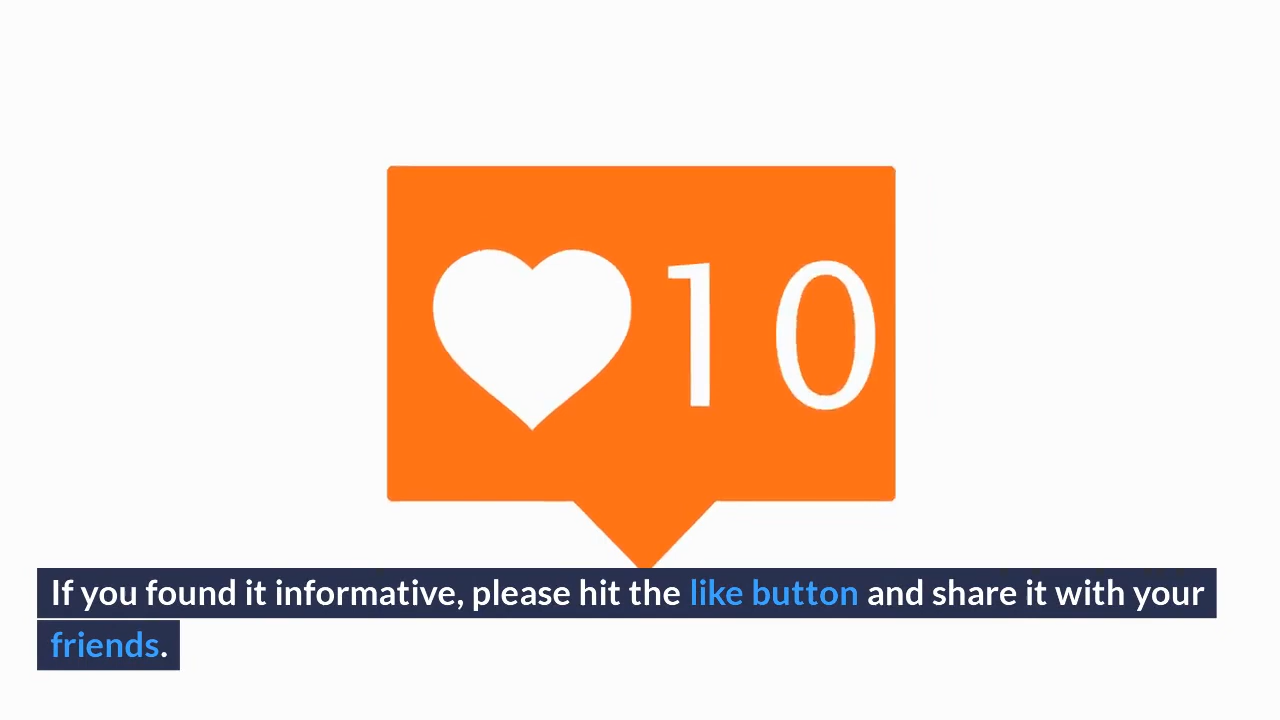 10
If you found it informative, please hit the like button and share it with your
friends.